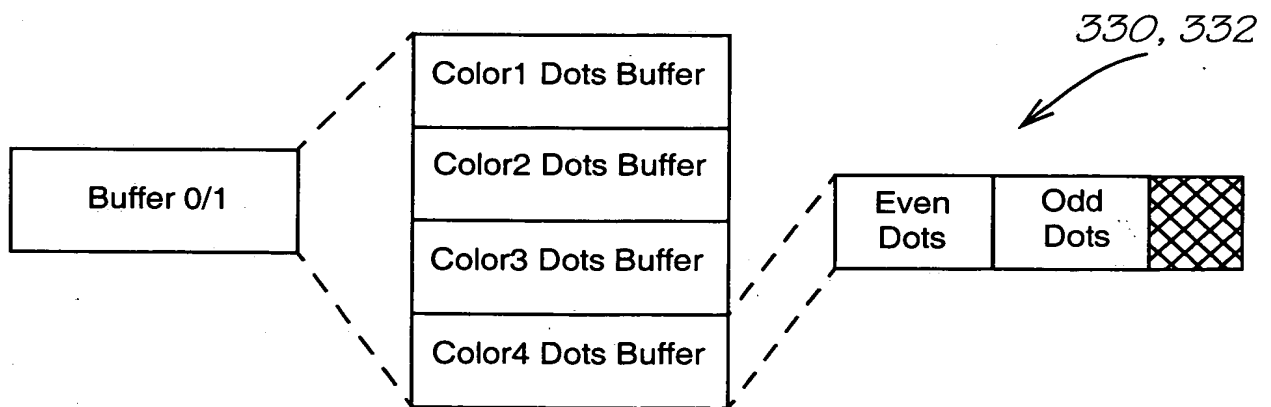 330, 332
Color1 Dots Buffer
Color2 Dots Buffer
Buffer 0/1
Color3 Dots Buffer
Color4 Dots Buffer
Even
Dots
Odd
Dots